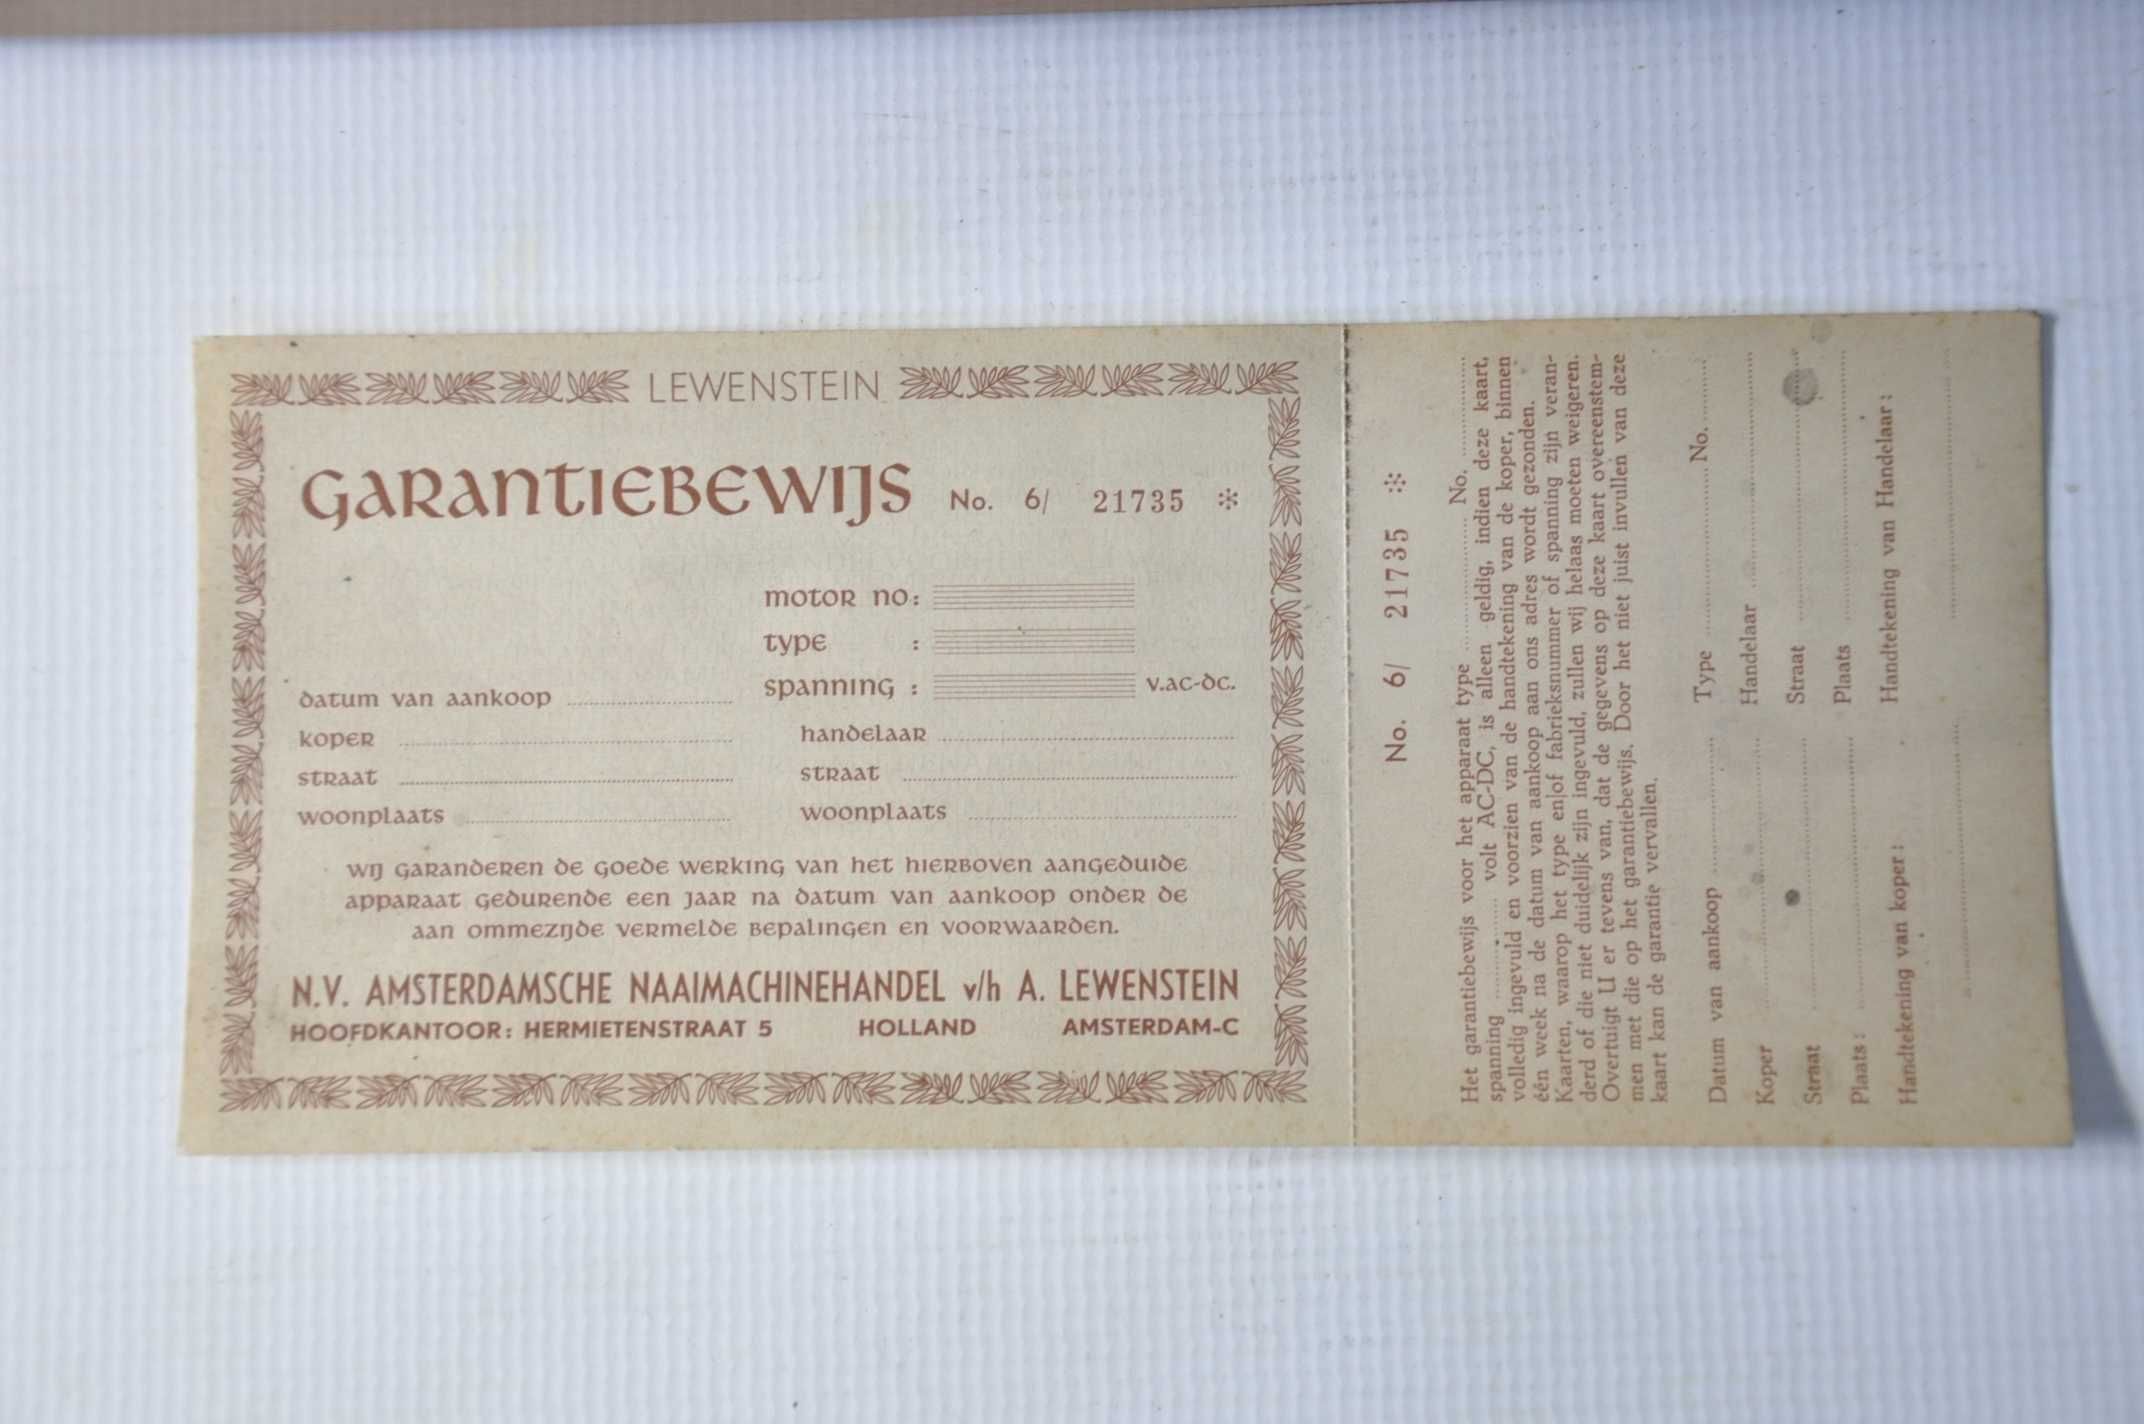 LEWENSTEIN
GARANTIEBEWIJS No. 6/ 21735 *
motor no:
type :
spanning : v.ac-dc.
datum van aankoop
koper
straat
woonplaats
handelaar
straat
woonplaats
wij garanderen de goede werking van het hierboven aangeduide
apparaat gedurende een jaar na datum van aankoop onder de
aan ommezijde vermelde bepalingen en voorwaarden.
N.V. AMSTERDAMSCHE NAAIMACHINEHANDEL v/h A. LEWENSTEIN
HOOFDKANTOOR: HERMIETENSTRAAT 5 HOLLAND AMSTERDAM-C
No. 6/ 21735 *
Het garantiebewijs voor het apparaat type .................... No. ....................
spanning .................... volt AC-DC, is alleen geldig, indien deze kaart,
volledig ingevuld en voorzien van de handtekening van de koper, binnen
één week na de datum van aankoop aan ons adres wordt gezonden.
Kaarten, waarop het type en|of fabrieksnummer of spanning zijn veran-
derd of die niet duidelijk zijn ingevuld, zullen wij helaas moeten weigeren.
Overtuigt U er tevens van, dat de gegevens op deze kaart overeenstem-
men met die op het garantiebewijs. Door het niet juist invullen van deze
kaart kan de garantie vervallen.
Datum van aankoop .................... Type .................... No. ....................
Koper .................... Handelaar ....................
Straat .................... Straat ....................
Plaats : .................... Plaats ....................
Handtekening van koper : Handtekening van Handelaar :